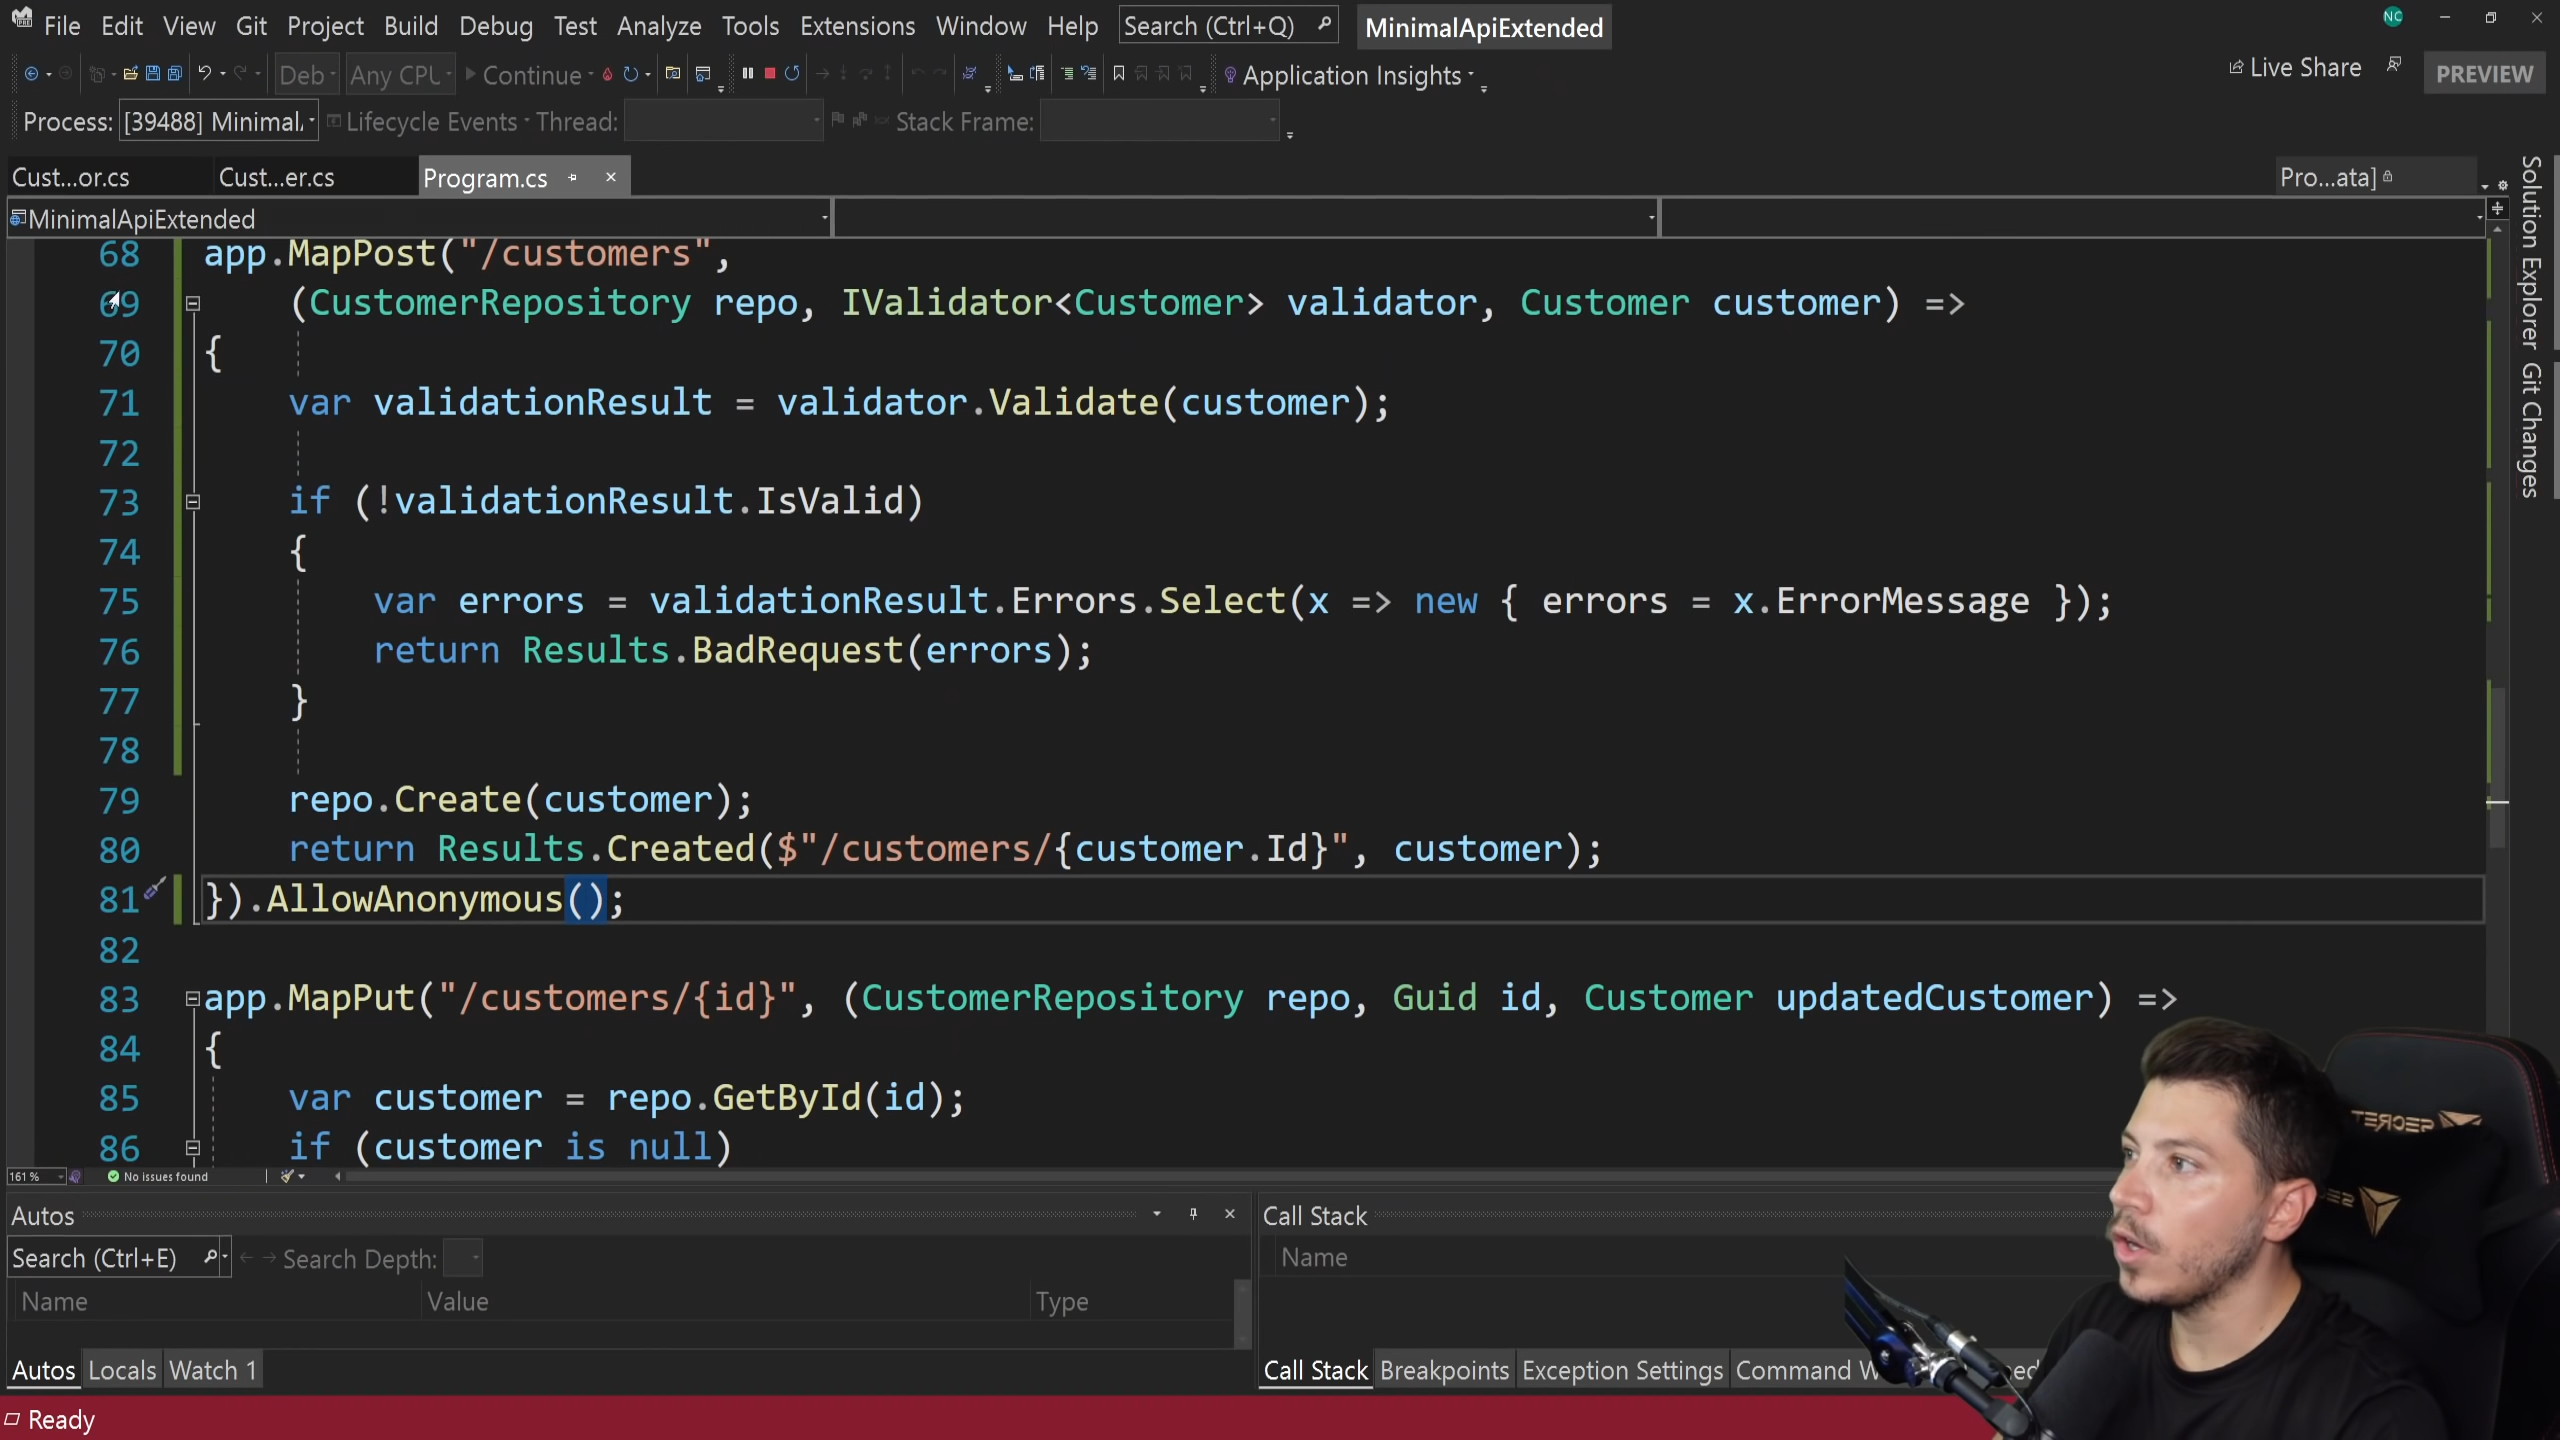 File Edit View Git Project Build Debug Test Analyze Tools Extensions Window Help Search (Ctrl+Q) MinimalApiExtended NC
Deb Any CPU Continue Application Insights Live Share PREVIEW
Process: [39488] Minimal Lifecycle Events Thread: Stack Frame:
Cust...or.cs Cust...er.cs Program.cs Pro...ata]
MinimalApiExtended
68 app.MapPost("/customers",
69 (CustomerRepository repo, IValidator<Customer> validator, Customer customer) =>
70 {
71 var validationResult = validator.Validate(customer);
72
73 if (!validationResult.IsValid)
74 {
75 var errors = validationResult.Errors.Select(x => new { errors = x.ErrorMessage });
76 return Results.BadRequest(errors);
77 }
78
79 repo.Create(customer);
80 return Results.Created($"/customers/{customer.Id}", customer);
81 }).AllowAnonymous();
82
83 app.MapPut("/customers/{id}", (CustomerRepository repo, Guid id, Customer updatedCustomer) =>
84 {
85 var customer = repo.GetById(id);
86 if (customer is null)
161 % No issues found
Solution Explorer
Git Changes
Autos
Search (Ctrl+E) Search Depth:
Name Value Type
Autos Locals Watch 1
Call Stack
Name
Call Stack Breakpoints Exception Settings Command W
Ready